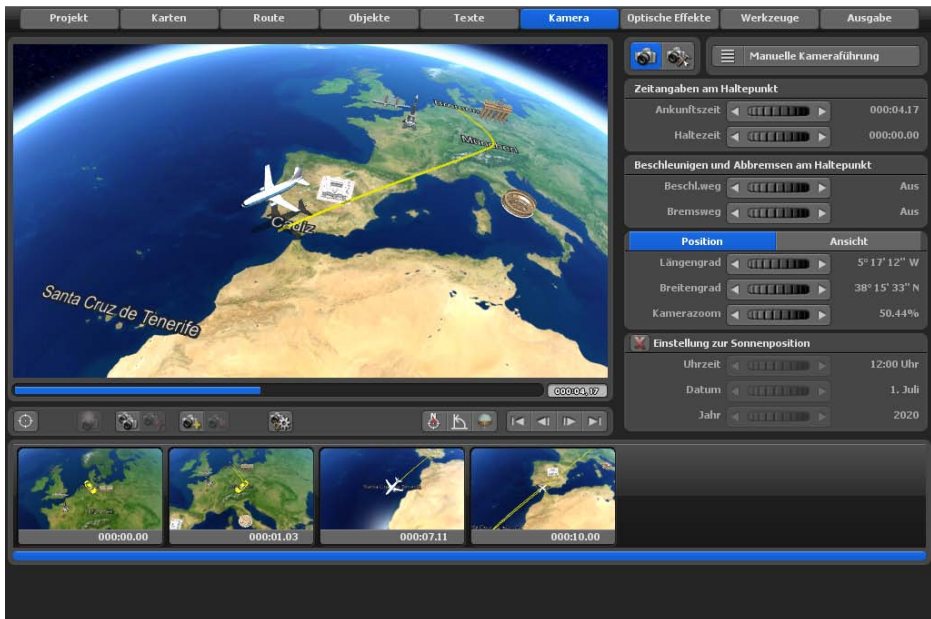 Projekt Karten Route Objekte Texte Kamera Optische Effekte Werkzeuge Ausgabe
Manuelle Kameraführung
Zeitangaben am Haltepunkt
Ankunftszeit 000:04.17
Haltezeit 000:00.00
Beschleunigen und Abbremsen am Haltepunkt
Beschl.weg Aus
Bremsweg Aus
Position Ansicht
Längengrad 5° 17' 12" W
Breitengrad 38° 15' 33" N
Kamerazoom 50.44%
Einstellung zur Sonnenposition
Uhrzeit 12:00 Uhr
Datum 1. Juli
Jahr 2020
München
Cadiz
Santa Cruz de Tenerife
000:04,17
N
000:00.00 000:01.03 000:07.11 000:10.00